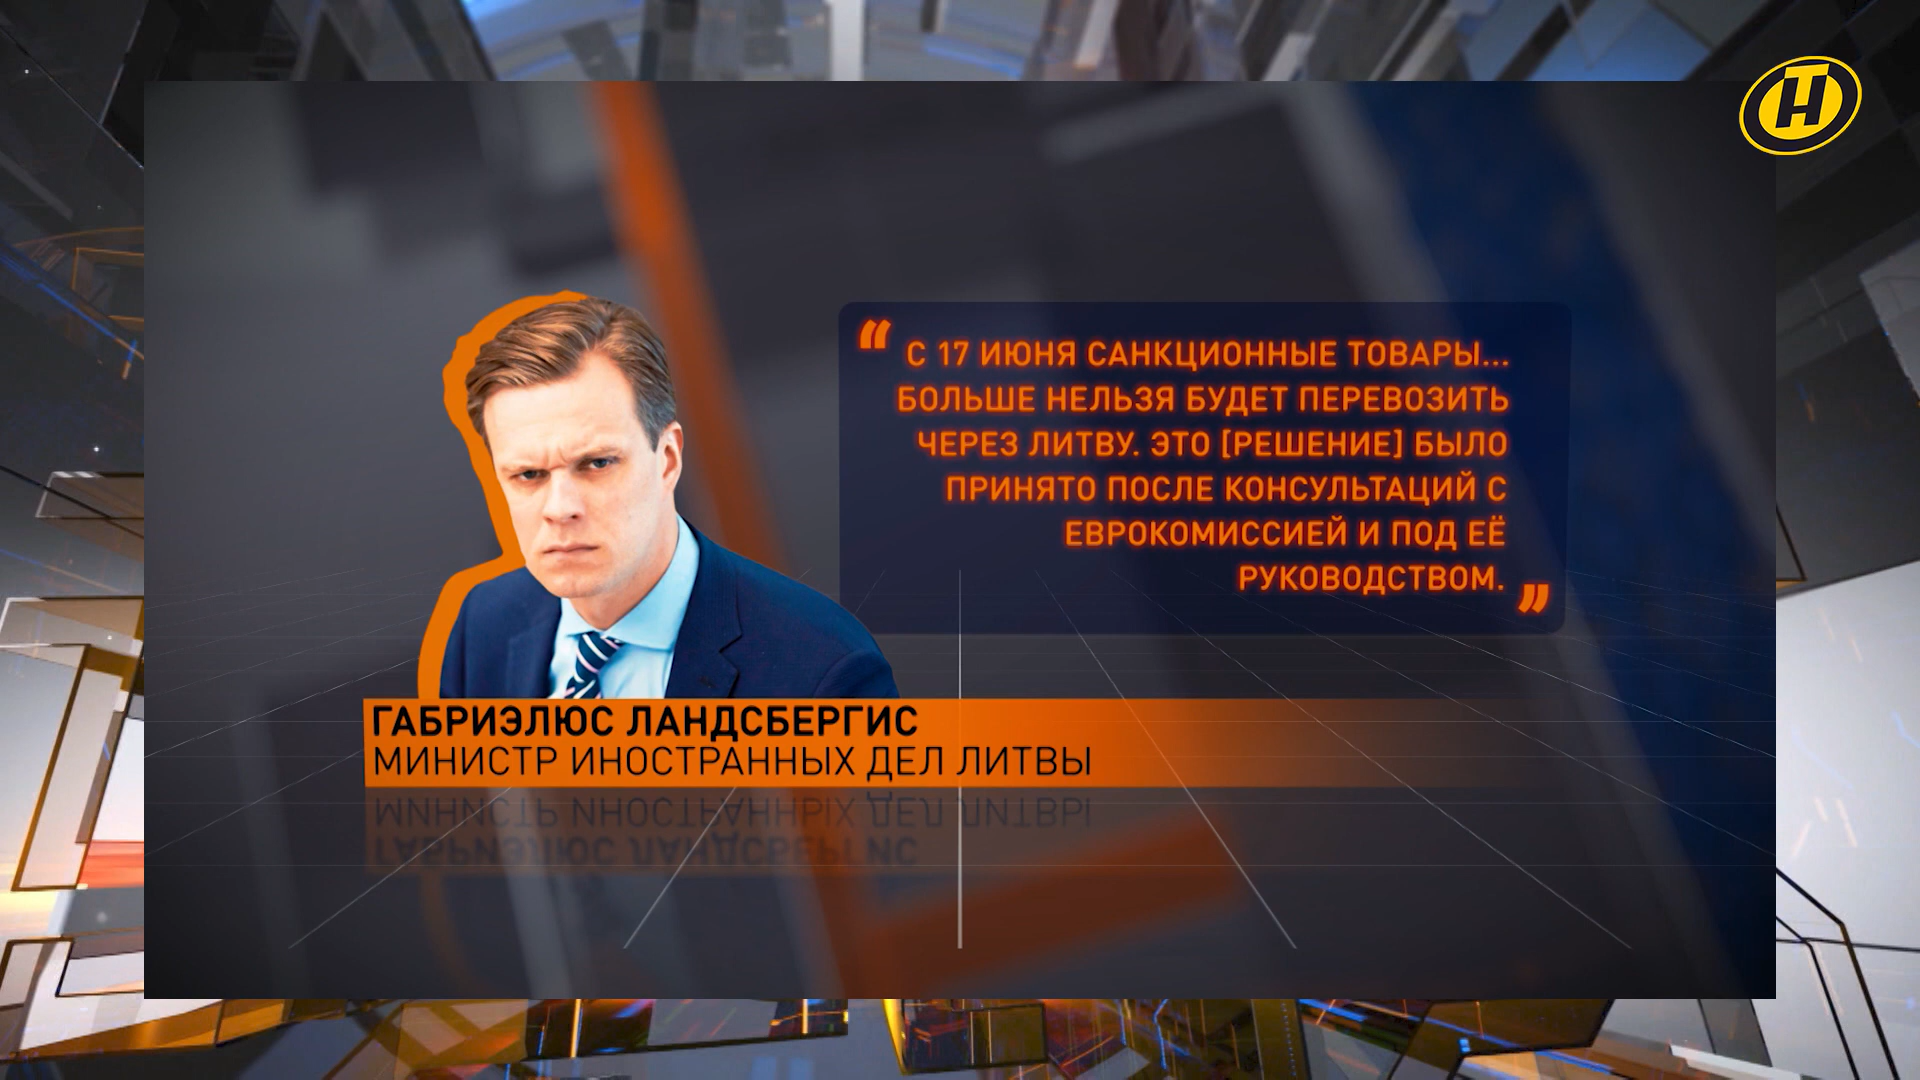 ОНТ
“ С 17 ИЮНЯ САНКЦИОННЫЕ ТОВАРЫ...
БОЛЬШЕ НЕЛЬЗЯ БУДЕТ ПЕРЕВОЗИТЬ
ЧЕРЕЗ ЛИТВУ. ЭТО [РЕШЕНИЕ] БЫЛО
ПРИНЯТО ПОСЛЕ КОНСУЛЬТАЦИЙ С
ЕВРОКОМИССИЕЙ И ПОД ЕЁ
РУКОВОДСТВОМ. ”
ГАБРИЭЛЮС ЛАНДСБЕРГИС
МИНИСТР ИНОСТРАННЫХ ДЕЛ ЛИТВЫ